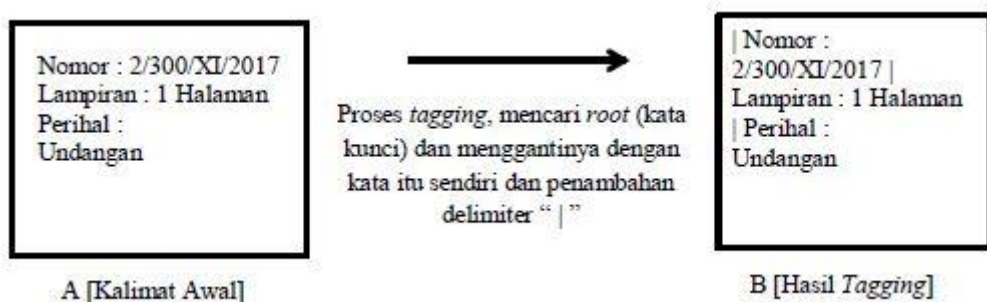 Nomor : 2/300/XI/2017
Lampiran : 1 Halaman
Perihal :
Undangan
A [Kalimat Awal]
Proses tagging, mencari root (kata
kunci) dan menggantinya dengan
kata itu sendiri dan penambahan
delimiter “ | ”
| Nomor :
2/300/XI/2017 |
Lampiran : 1 Halaman
| Perihal :
Undangan
B [Hasil Tagging]